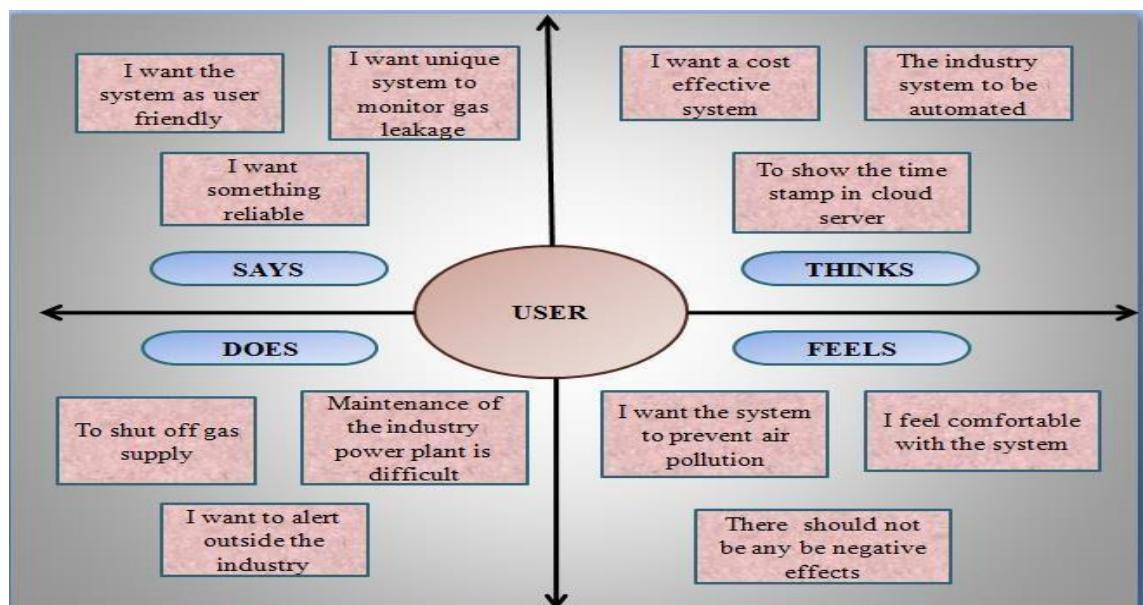 I want the
system as user
friendly
I want unique
system to
monitor gas
leakage
I want
something
reliable
SAYS
I want a cost
effective
system
The industry
system to be
automated
To show the time
stamp in cloud
server
THINKS
USER
DOES
To shut off gas
supply
Maintenance of
the industry
power plant is
difficult
I want to alert
outside the
industry
FEELS
I want the system
to prevent air
pollution
I feel comfortable
with the system
There should not
be any be negative
effects